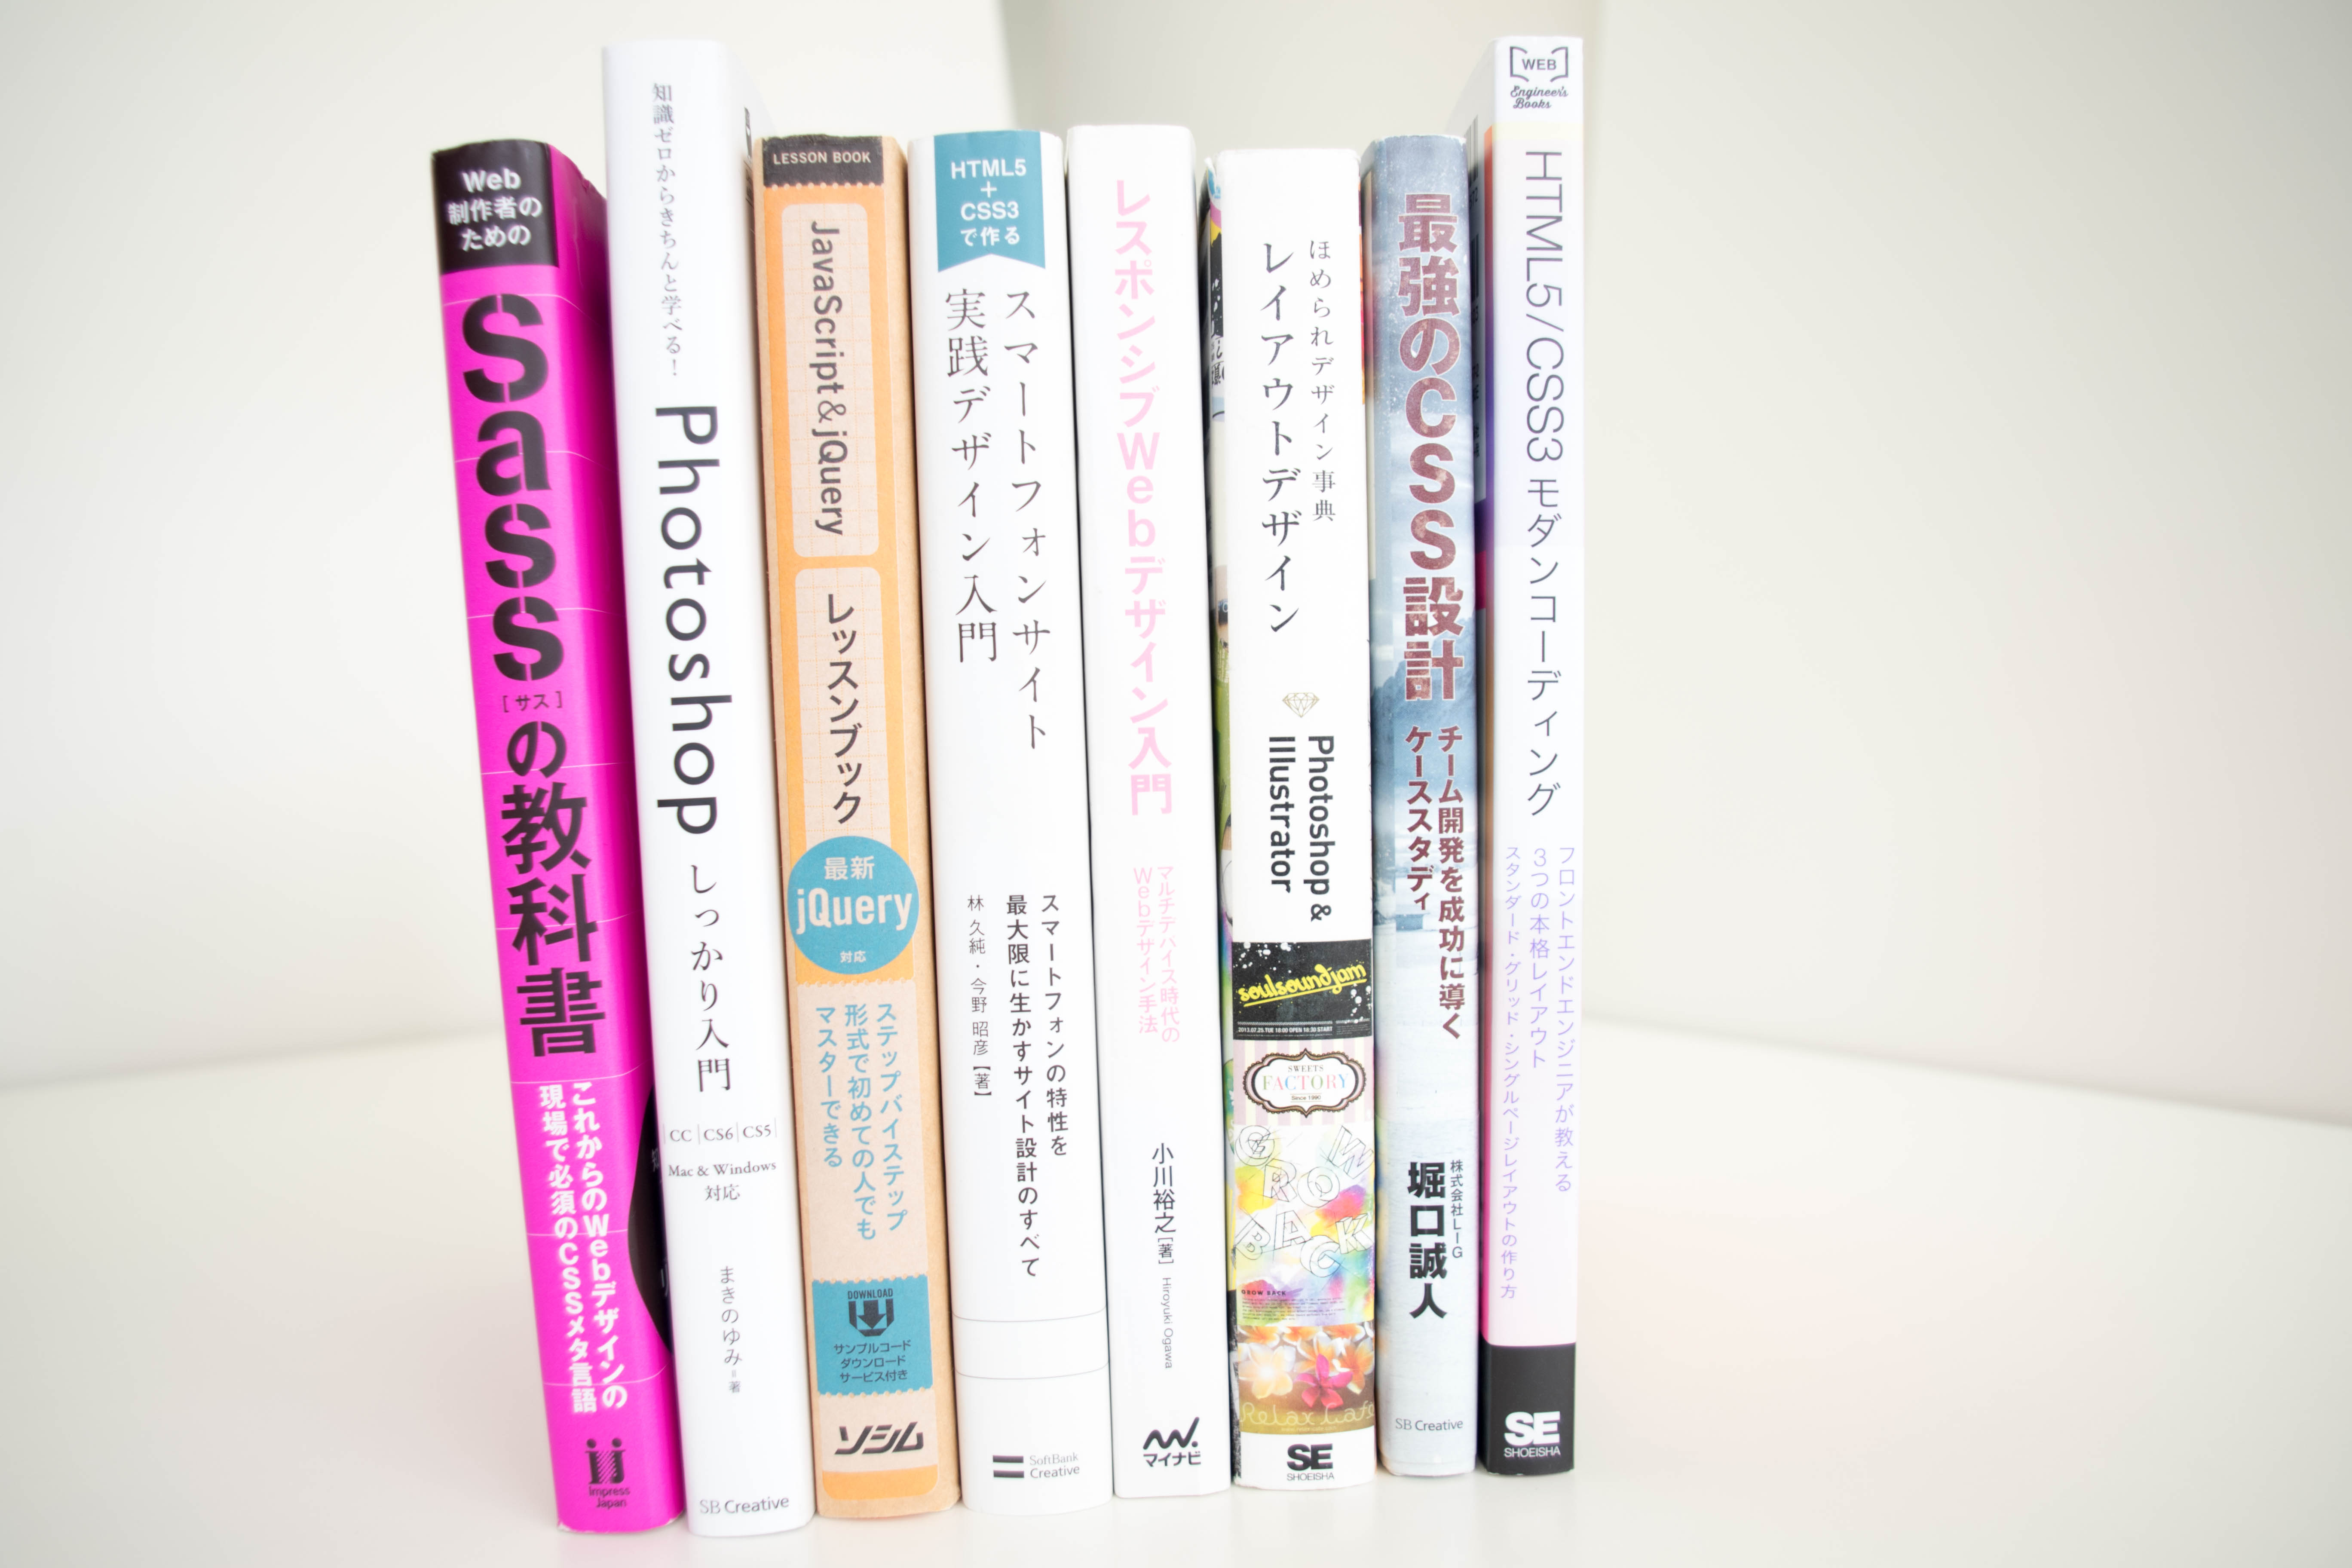 Web
制作者の
ための
Sass
[サス]
の教科書
これからのWebデザインの
現場で必須のCSSメタ言語
Impress
Japan
知識ゼロからきちんと学べる!
Photoshop
しっかり入門
CC | CS6 | CS5
Mac & Windows
対応
まきのゆみ=著
SB Creative
LESSON BOOK
JavaScript & jQuery
レッスンブック
最新
jQuery
対応
ステップバイステップ
形式で初めての人でも
マスターできる
DOWNLOAD
サンプルコード
ダウンロード
サービス付き
ソシム
HTML5
+
CSS3
で作る
スマートフォンサイト
実践デザイン入門
スマートフォンの特性を
最大限に生かすサイト設計のすべて
林 久純・今野 昭彦【著】
SoftBank
Creative
レスポンシブWebデザイン入門
マルチデバイス時代の
Webデザイン手法
小川裕之[著]
Hiroyuki Ogawa
マイナビ
ほめられデザイン事典
レイアウトデザイン
Photoshop &
Illustrator
soulsoundjam
2013.07.25.TUE 18:00 OPEN 18:30 START
SWEETS
FACTORY
Since 1990
GROW
BACK
GROW BACK
Relax Cafe
SE
SHOEISHA
最強のCSS設計
チーム開発を成功に導く
ケーススタディ
株式会社LIG
堀口誠人
SB Creative
WEB
Engineer's
Books
HTML5/CSS3 モダンコーディング
フロントエンドエンジニアが教える
3つの本格レイアウト
スタンダード・グリッド・シングルページレイアウトの作り方
SE
SHOEISHA